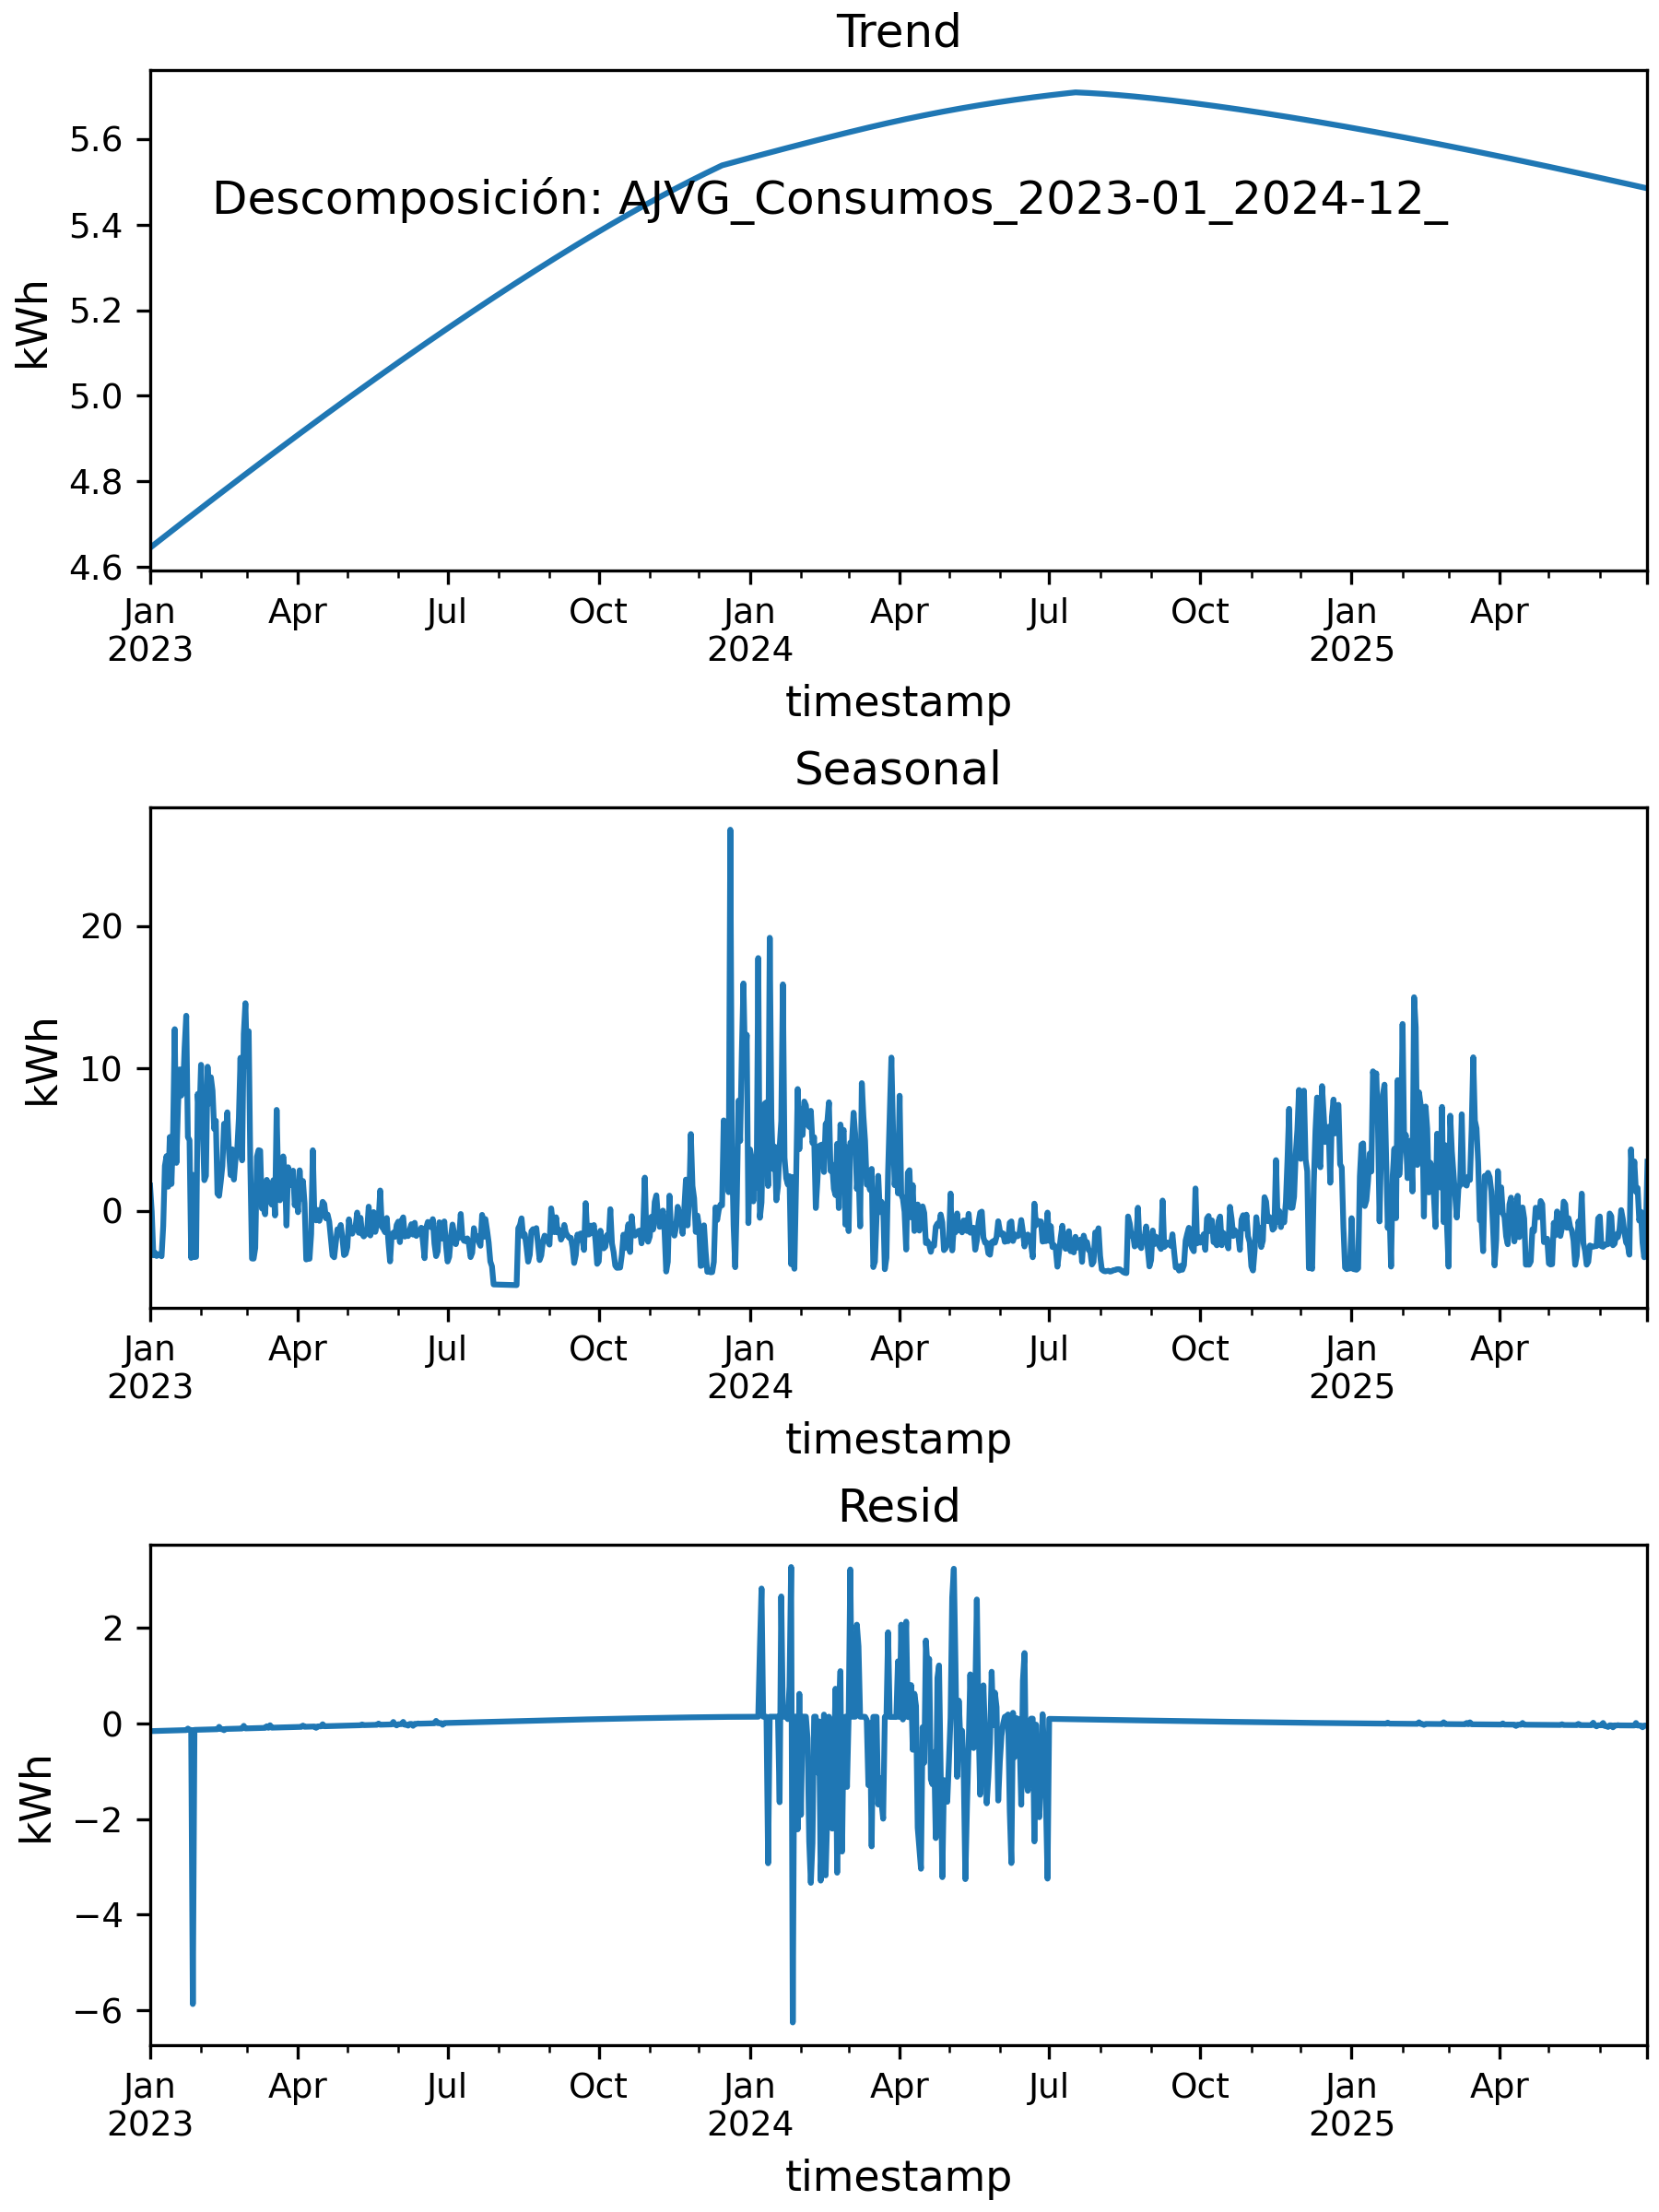 Trend
Descomposición: AJVG_Consumos_2023-01_2024-12_
kWh
5.6
5.4
5.2
5.0
4.8
4.6
Jan Apr Jul Oct Jan Apr Jul Oct Jan Apr
2023 2024 2025
timestamp
Seasonal
kWh
20
10
0
Jan Apr Jul Oct Jan Apr Jul Oct Jan Apr
2023 2024 2025
timestamp
Resid
kWh
2
0
−2
−4
−6
Jan Apr Jul Oct Jan Apr Jul Oct Jan Apr
2023 2024 2025
timestamp